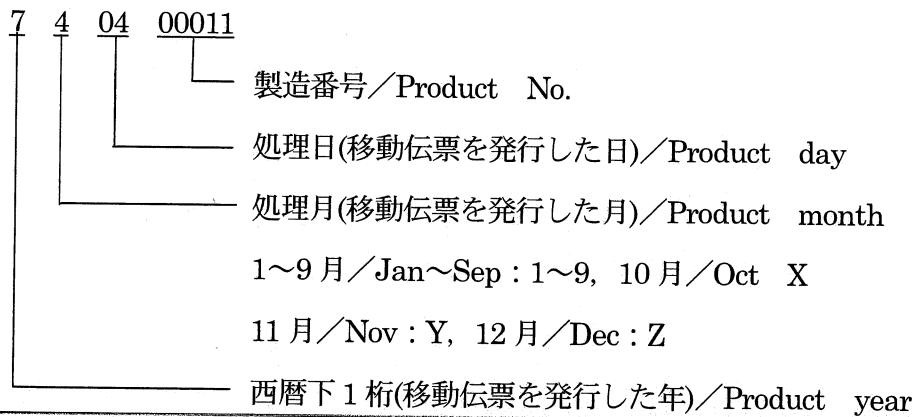 7 4 04 00011
製造番号／Product No.
処理日(移動伝票を発行した日)／Product day
処理月(移動伝票を発行した月)／Product month
1～9月／Jan～Sep：1～9, 10月／Oct X
11月／Nov：Y, 12月／Dec：Z
西暦下1桁(移動伝票を発行した年)／Product year